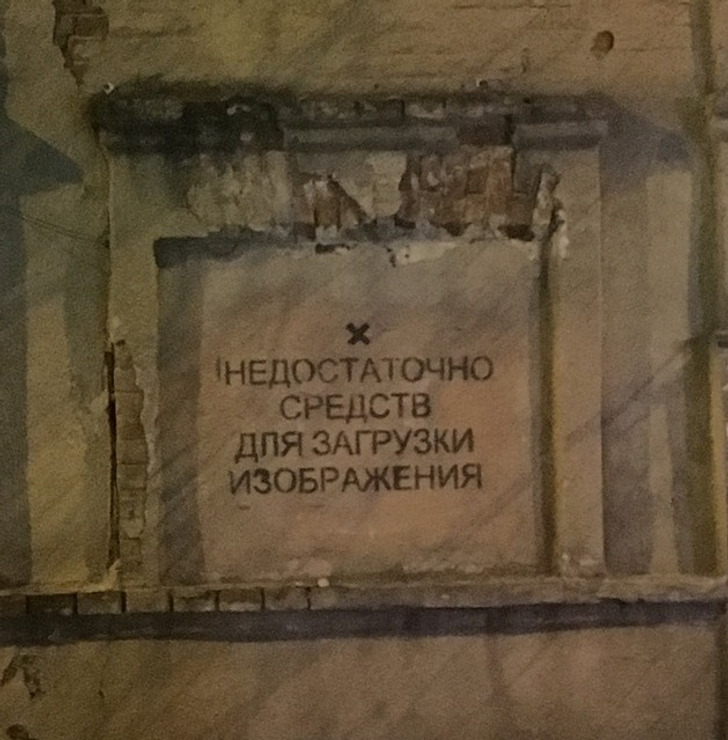 ×
НЕДОСТАТОЧНО
СРЕДСТВ
ДЛЯ ЗАГРУЗКИ
ИЗОБРАЖЕНИЯ